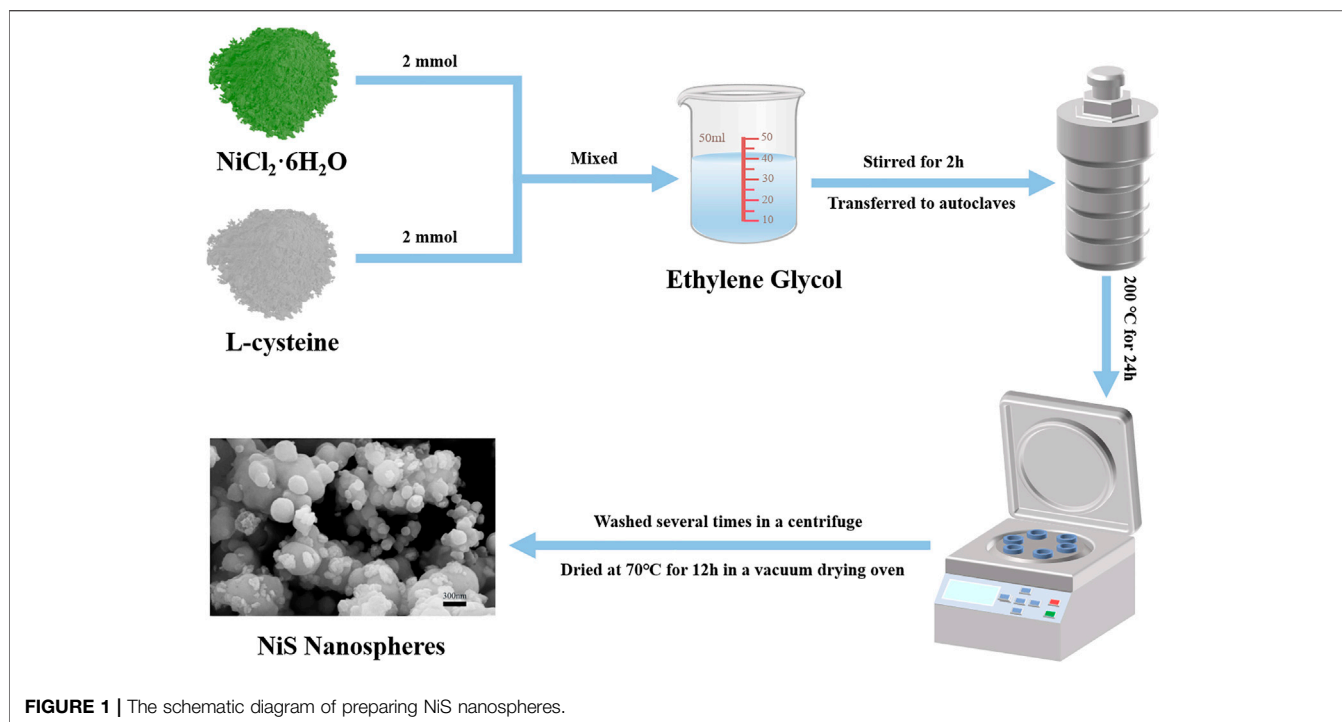 2 mmol
NiCl₂·6H₂O
Mixed
2 mmol
L-cysteine
50ml
50
40
30
20
10
Ethylene Glycol
Stirred for 2h
Transferred to autoclaves
200 °C for 24h
Washed several times in a centrifuge
Dried at 70°C for 12h in a vacuum drying oven
300nm
NiS Nanospheres
FIGURE 1 | The schematic diagram of preparing NiS nanospheres.